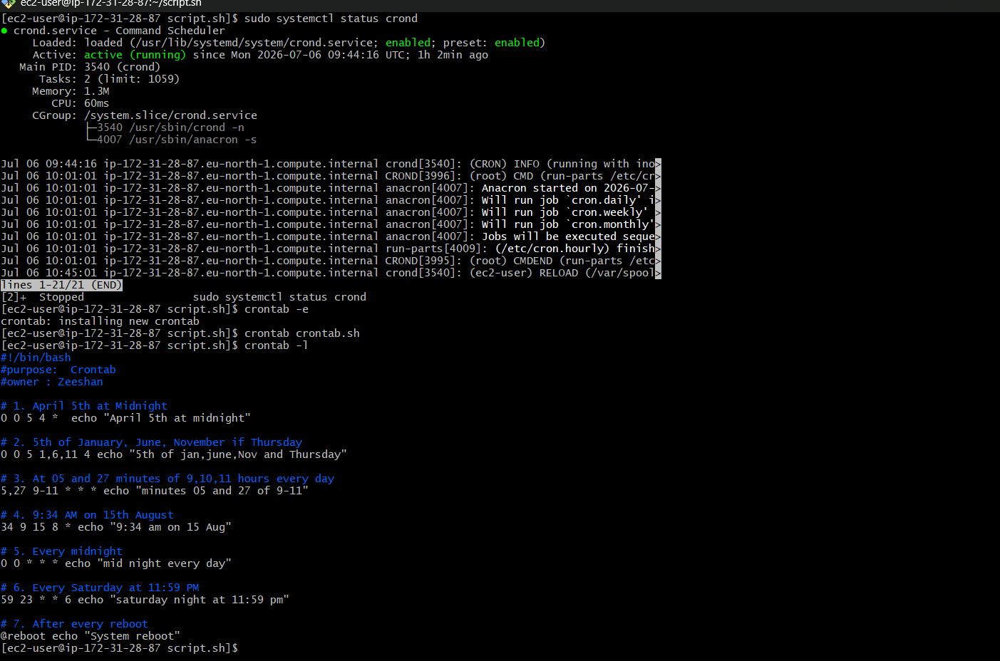 ec2-user@ip-172-31-28-87:~/script.sh
[ec2-user@ip-172-31-28-87 script.sh]$ sudo systemctl status crond
● crond.service - Command Scheduler
     Loaded: loaded (/usr/lib/systemd/system/crond.service; enabled; preset: enabled)
     Active: active (running) since Mon 2026-07-06 09:44:16 UTC; 1h 2min ago
   Main PID: 3540 (crond)
      Tasks: 2 (limit: 1059)
     Memory: 1.3M
        CPU: 60ms
     CGroup: /system.slice/crond.service
             ├─3540 /usr/sbin/crond -n
             └─4007 /usr/sbin/anacron -s
Jul 06 09:44:16 ip-172-31-28-87.eu-north-1.compute.internal crond[3540]: (CRON) INFO (running with ino>
Jul 06 10:01:01 ip-172-31-28-87.eu-north-1.compute.internal CROND[3996]: (root) CMD (run-parts /etc/cr>
Jul 06 10:01:01 ip-172-31-28-87.eu-north-1.compute.internal anacron[4007]: Anacron started on 2026-07->
Jul 06 10:01:01 ip-172-31-28-87.eu-north-1.compute.internal anacron[4007]: Will run job `cron.daily' i>
Jul 06 10:01:01 ip-172-31-28-87.eu-north-1.compute.internal anacron[4007]: Will run job `cron.weekly' >
Jul 06 10:01:01 ip-172-31-28-87.eu-north-1.compute.internal anacron[4007]: Will run job `cron.monthly'>
Jul 06 10:01:01 ip-172-31-28-87.eu-north-1.compute.internal anacron[4007]: Jobs will be executed seque>
Jul 06 10:01:01 ip-172-31-28-87.eu-north-1.compute.internal run-parts[4009]: (/etc/cron.hourly) finish>
Jul 06 10:01:01 ip-172-31-28-87.eu-north-1.compute.internal CROND[3995]: (root) CMDEND (run-parts /etc>
Jul 06 10:45:01 ip-172-31-28-87.eu-north-1.compute.internal crond[3540]: (ec2-user) RELOAD (/var/spool>
lines 1-21/21 (END)
[2]+  Stopped                 sudo systemctl status crond
[ec2-user@ip-172-31-28-87 script.sh]$ crontab -e
crontab: installing new crontab
[ec2-user@ip-172-31-28-87 script.sh]$ crontab crontab.sh
[ec2-user@ip-172-31-28-87 script.sh]$ crontab -l
#!/bin/bash
#purpose:  Crontab
#owner : Zeeshan
# 1. April 5th at Midnight
0 0 5 4 *  echo "April 5th at midnight"
# 2. 5th of January, June, November if Thursday
0 0 5 1,6,11 4 echo "5th of jan,june,Nov and Thursday"
# 3. At 05 and 27 minutes of 9,10,11 hours every day
5,27 9-11 * * * echo "minutes 05 and 27 of 9-11"
# 4. 9:34 AM on 15th August
34 9 15 8 * echo "9:34 am on 15 Aug"
# 5. Every midnight
0 0 * * * echo "mid night every day"
# 6. Every Saturday at 11:59 PM
59 23 * * 6 echo "saturday night at 11:59 pm"
# 7. After every reboot
@reboot echo "System reboot"
[ec2-user@ip-172-31-28-87 script.sh]$